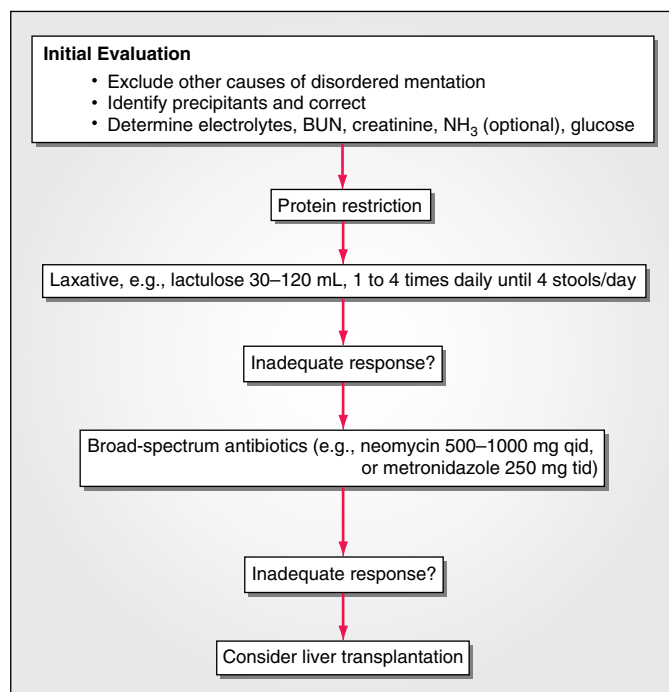 Initial Evaluation
• Exclude other causes of disordered mentation
• Identify precipitants and correct
• Determine electrolytes, BUN, creatinine, NH₃ (optional), glucose
Protein restriction
Laxative, e.g., lactulose 30–120 mL, 1 to 4 times daily until 4 stools/day
Inadequate response?
Broad-spectrum antibiotics (e.g., neomycin 500–1000 mg qid,
or metronidazole 250 mg tid)
Inadequate response?
Consider liver transplantation